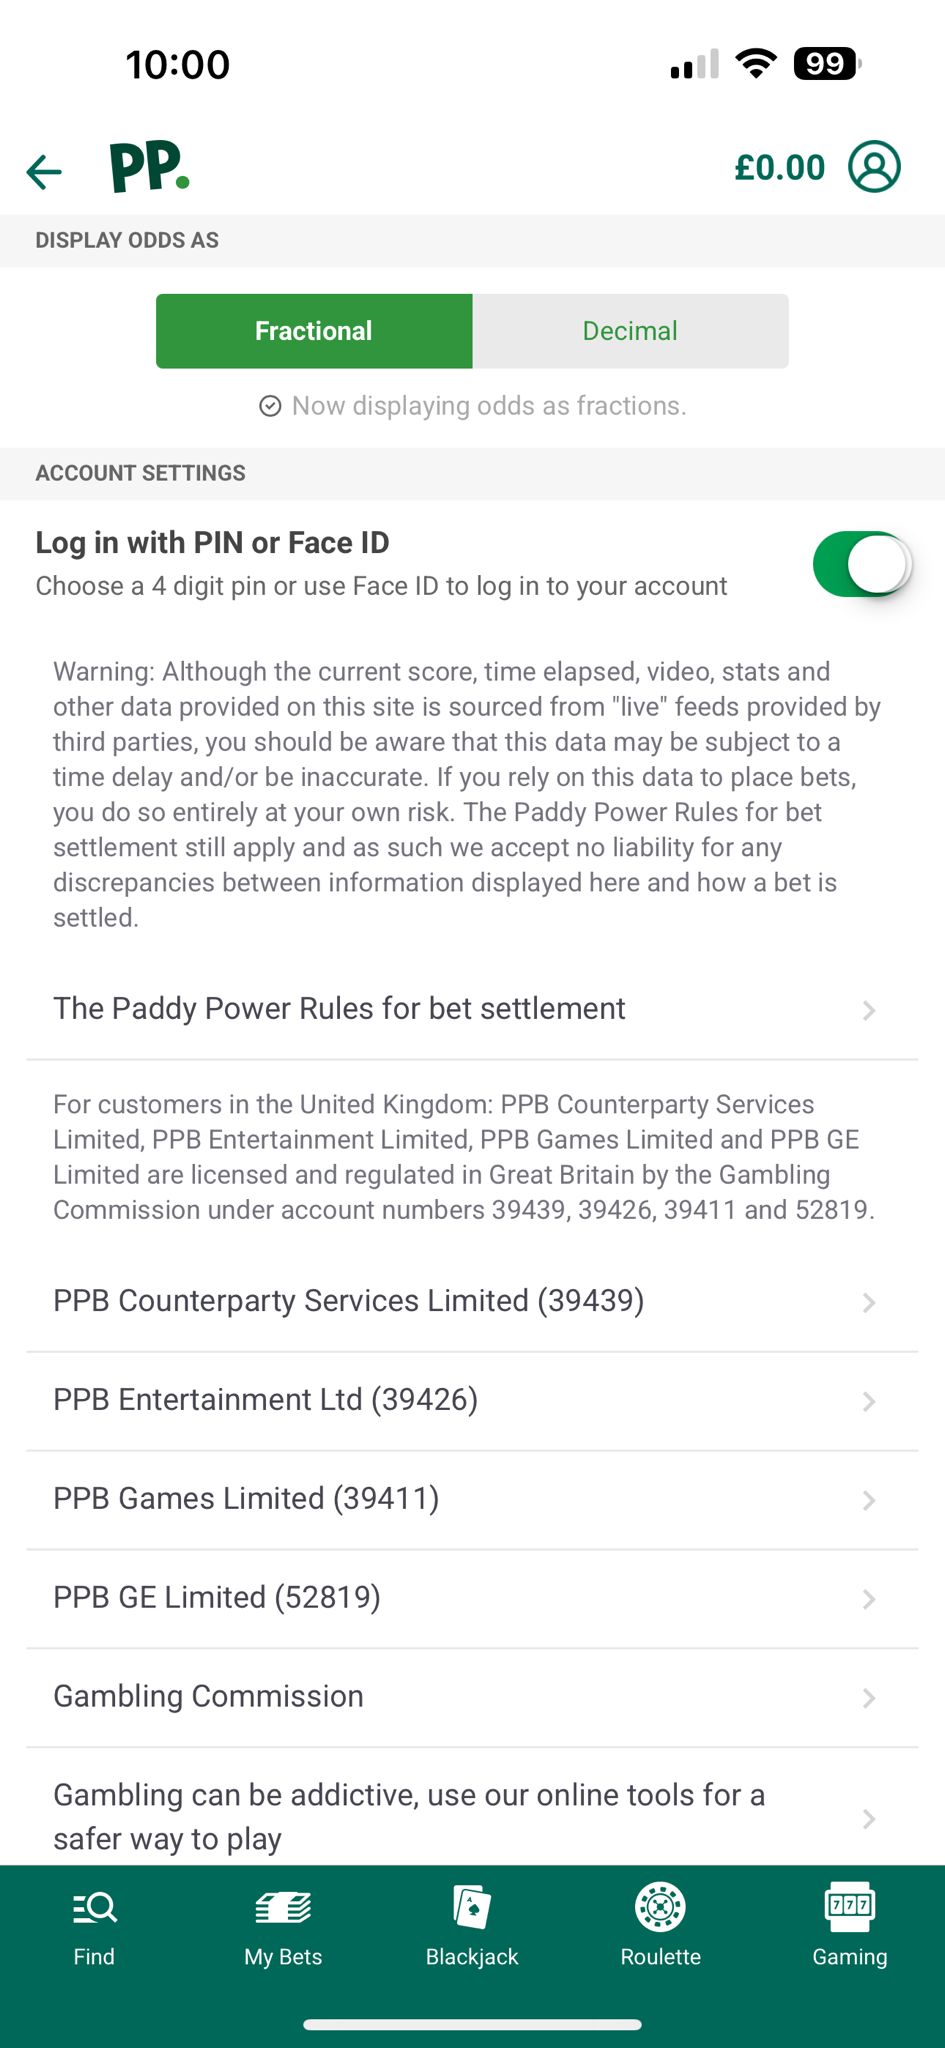 10:00
99
PP.
£0.00
DISPLAY ODDS AS
Fractional
Decimal
Now displaying odds as fractions.
ACCOUNT SETTINGS
Log in with PIN or Face ID
Choose a 4 digit pin or use Face ID to log in to your account
Warning: Although the current score, time elapsed, video, stats and
other data provided on this site is sourced from "live" feeds provided by
third parties, you should be aware that this data may be subject to a
time delay and/or be inaccurate. If you rely on this data to place bets,
you do so entirely at your own risk. The Paddy Power Rules for bet
settlement still apply and as such we accept no liability for any
discrepancies between information displayed here and how a bet is
settled.
The Paddy Power Rules for bet settlement
For customers in the United Kingdom: PPB Counterparty Services
Limited, PPB Entertainment Limited, PPB Games Limited and PPB GE
Limited are licensed and regulated in Great Britain by the Gambling
Commission under account numbers 39439, 39426, 39411 and 52819.
PPB Counterparty Services Limited (39439)
PPB Entertainment Ltd (39426)
PPB Games Limited (39411)
PPB GE Limited (52819)
Gambling Commission
Gambling can be addictive, use our online tools for a
safer way to play
A
777
Find
My Bets
Blackjack
Roulette
Gaming